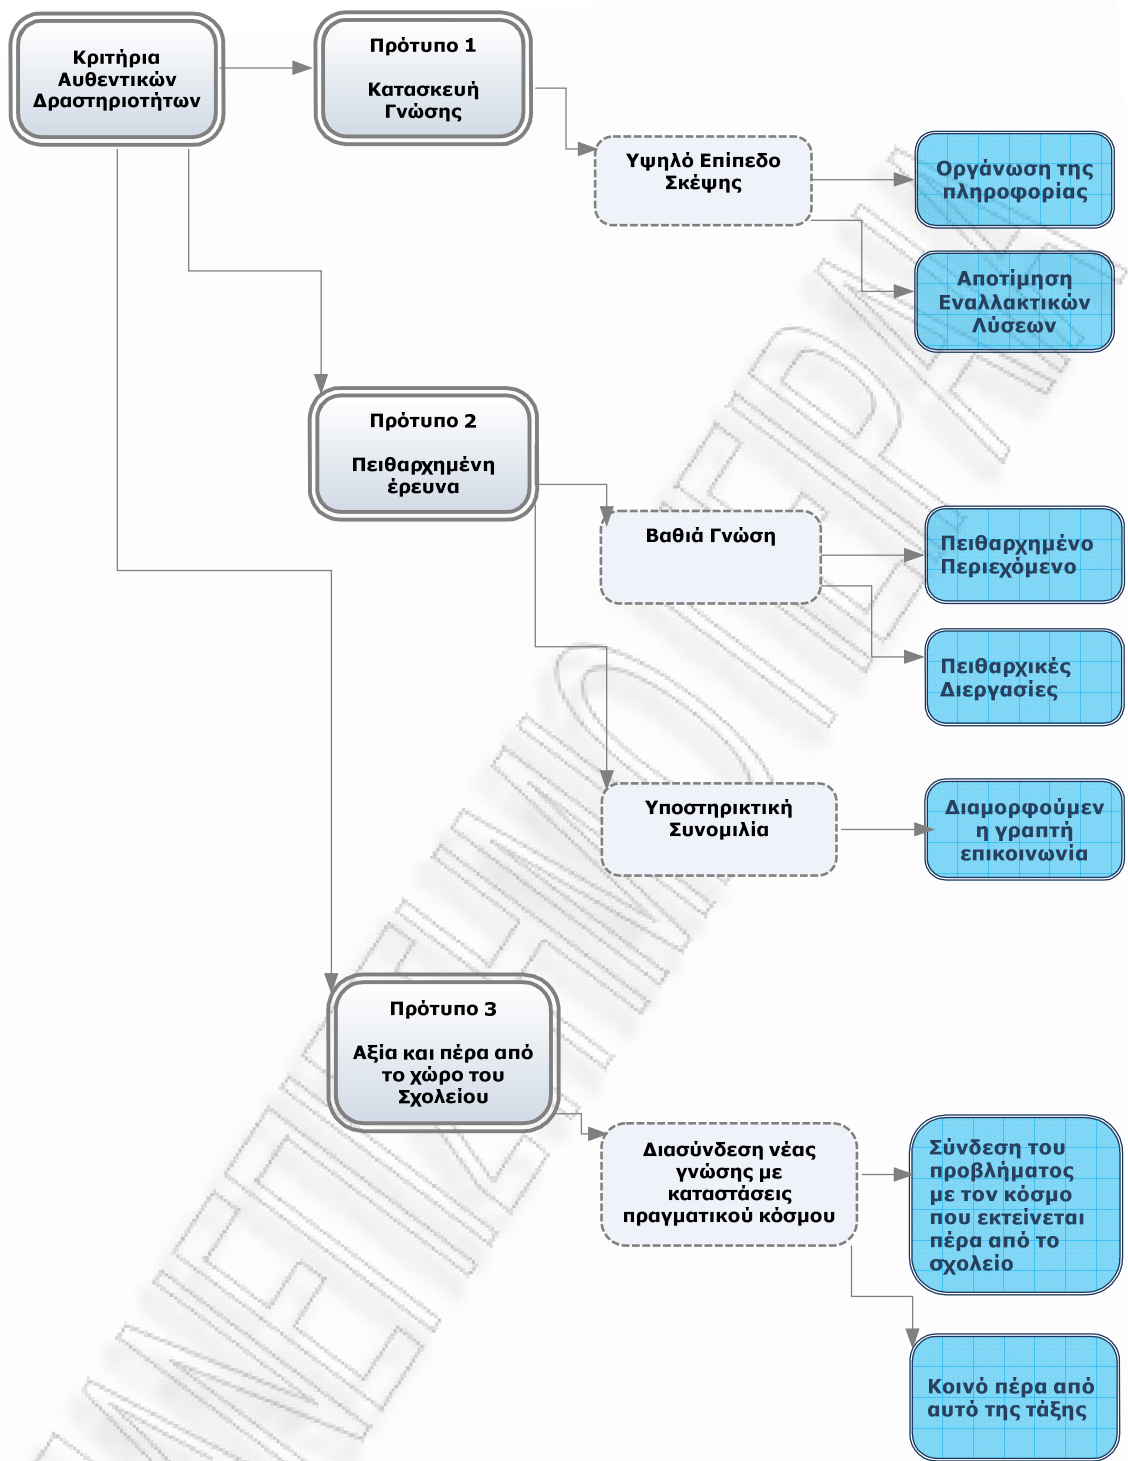 Κριτήρια
Αυθεντικών
Δραστηριοτήτων
Πρότυπο 1
Κατασκευή
Γνώσης
Υψηλό Επίπεδο
Σκέψης
Οργάνωση της
πληροφορίας
Αποτίμηση
Εναλλακτικών
Λύσεων
Πρότυπο 2
Πειθαρχημένη
έρευνα
Βαθιά Γνώση
Πειθαρχημένο
Περιεχόμενο
Πειθαρχικές
Διεργασίες
Υποστηρικτική
Συνομιλία
Διαμορφούμεν
η γραπτή
επικοινωνία
Πρότυπο 3
Αξία και πέρα από
το χώρο του
Σχολείου
Διασύνδεση νέας
γνώσης με
καταστάσεις
πραγματικού κόσμου
Σύνδεση του
προβλήματος
με τον κόσμο
που εκτείνεται
πέρα από το
σχολείο
Κοινό πέρα από
αυτό της τάξης